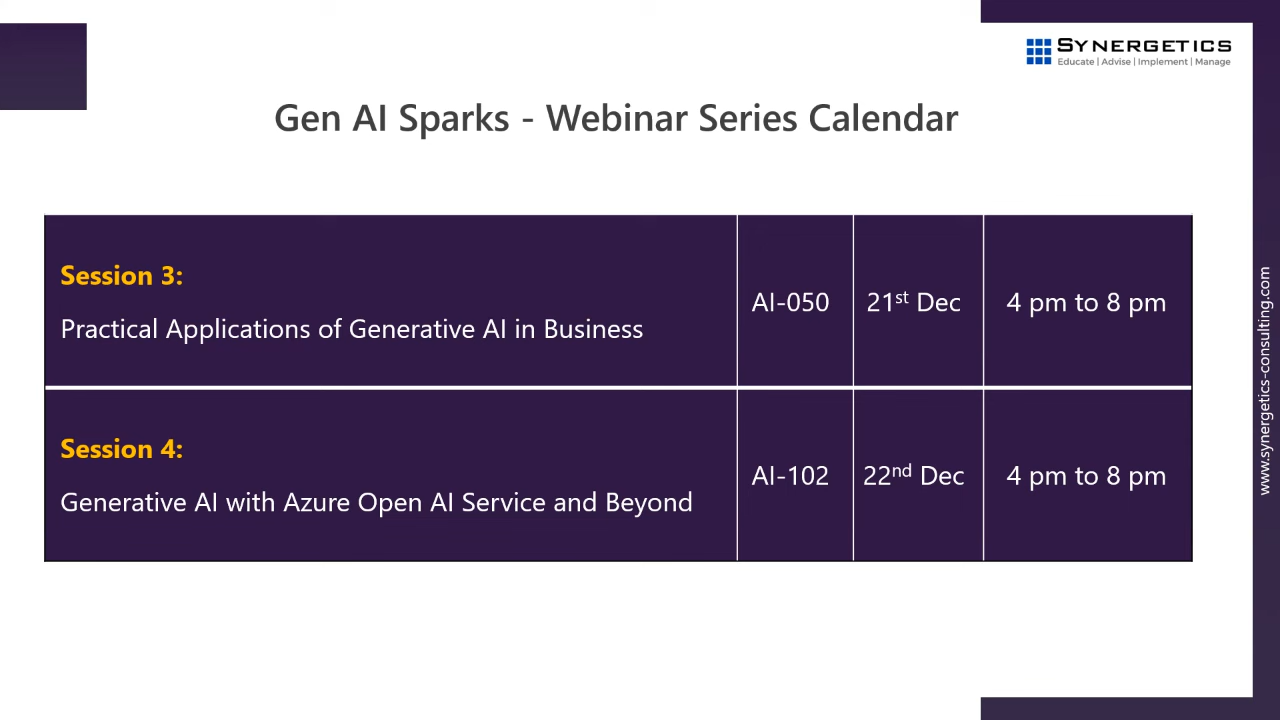 SYNERGETICS
Educate | Advise | Implement | Manage
Gen AI Sparks - Webinar Series Calendar
Session 3:
Practical Applications of Generative AI in Business
AI-050
21st Dec
4 pm to 8 pm
Session 4:
Generative AI with Azure Open AI Service and Beyond
AI-102
22nd Dec
4 pm to 8 pm
www.synergetics-consulting.com